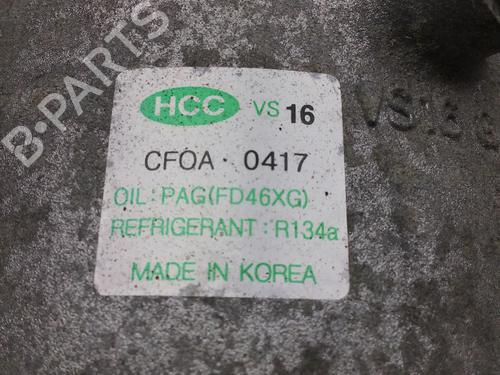 HCC VS 16
CFOA · 0417
OIL: PAG(FD46XG)
REFRIGERANT: R134a
MADE IN KOREA
B-PARTS